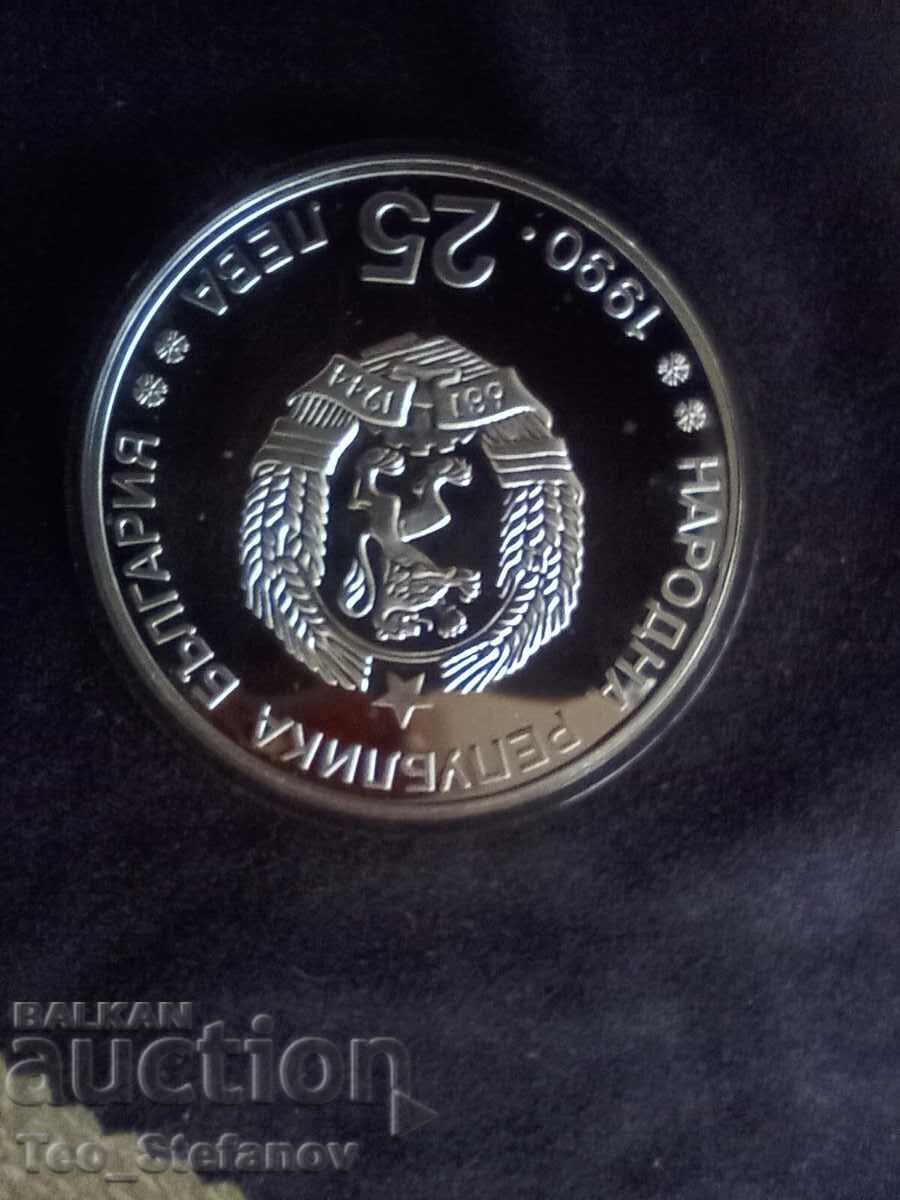 НАРОДНА РЕПУБЛИКА БЪЛГАРИЯ
681 1944
25 ЛЕВА
1990
BALKAN
auction
Teo_Stefanov